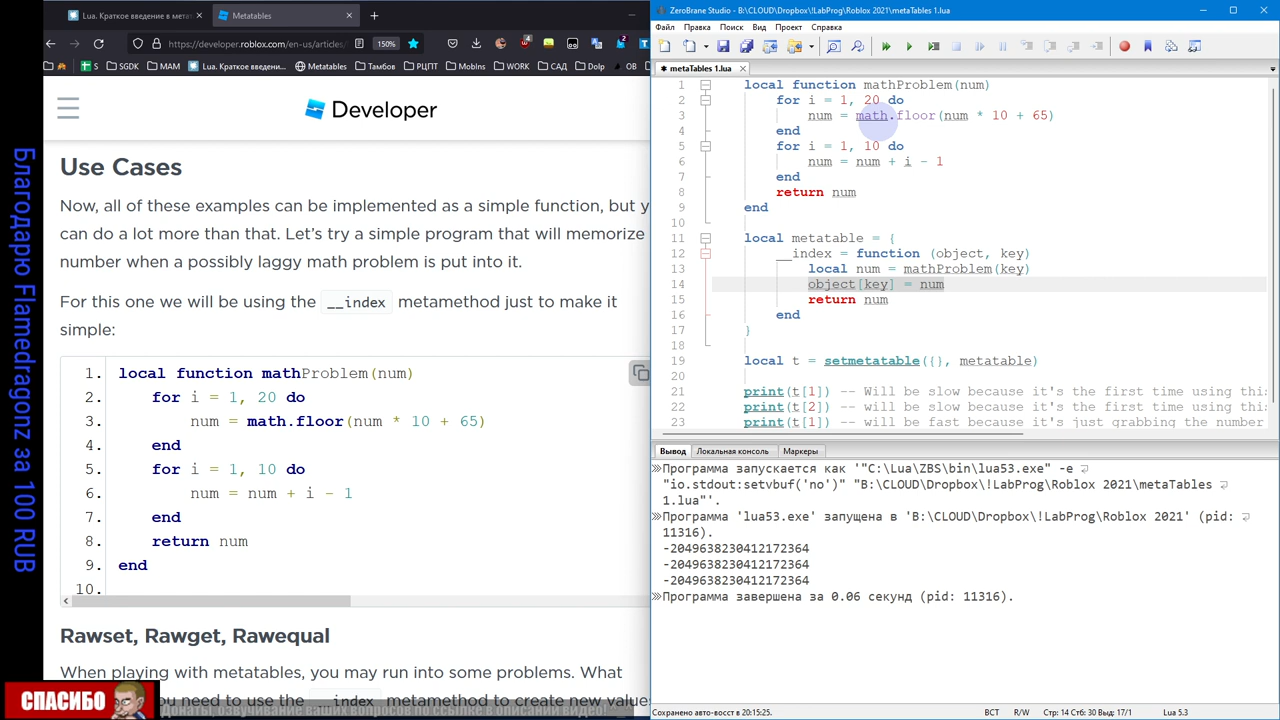 Lua. Краткое введение в метат
Metatables
https://developer.roblox.com/en-us/articles/
150%
S
SGDK
MAM
Lua. Краткое введени...
Metatables
Тамбов
РЦПТ
MobIns
WORK
САД
Dolp
ОВ
Developer
Use Cases
Now, all of these examples can be implemented as a simple function, but y
can do a lot more than that. Let's try a simple program that will memorize
number when a possibly laggy math problem is put into it.
For this one we will be using the __index metamethod just to make it
simple:
1. local function mathProblem(num)
2. for i = 1, 20 do
3. num = math.floor(num * 10 + 65)
4. end
5. for i = 1, 10 do
6. num = num + i - 1
7. end
8. return num
9. end
10.
Rawset, Rawget, Rawequal
When playing with metatables, you may run into some problems. What
you need to use the __index metamethod to create new values
Благодарю Flamedragonz за 100 RUB
СПАСИБО
ZeroBrane Studio - B:\CLOUD\Dropbox\!LabProg\Roblox 2021\metaTables 1.lua
Файл Правка Поиск Вид Проект Справка
metaTables 1.lua
1 local function mathProblem(num)
2 for i = 1, 20 do
3 num = math.floor(num * 10 + 65)
4 end
5 for i = 1, 10 do
6 num = num + i - 1
7 end
8 return num
9 end
10
11 local metatable = {
12 __index = function (object, key)
13 local num = mathProblem(key)
14 object[key] = num
15 return num
16 end
17 }
18
19 local t = setmetatable({}, metatable)
20
21 print(t[1]) -- Will be slow because it's the first time using this
22 print(t[2]) -- will be slow because it's the first time using this
23 print(t[1]) -- will be fast because it's just grabbing the number
Вывод Локальная консоль Маркеры
Программа запускается как '"C:\Lua\ZBS\bin\lua53.exe" -e
"io.stdout:setvbuf('no')" "B:\CLOUD\Dropbox\!LabProg\Roblox 2021\metaTables
1.lua"'.
Программа 'lua53.exe' запущена в 'B:\CLOUD\Dropbox\!LabProg\Roblox 2021' (pid:
11316).
-2049638230412172364
-2049638230412172364
-2049638230412172364
Программа завершена за 0.06 секунд (pid: 11316).
Сохранено авто-восст в 20:15:25.
ВСТ
R/W
Стр: 14 Стб: 30 Выд: 17/1
Lua 5.3